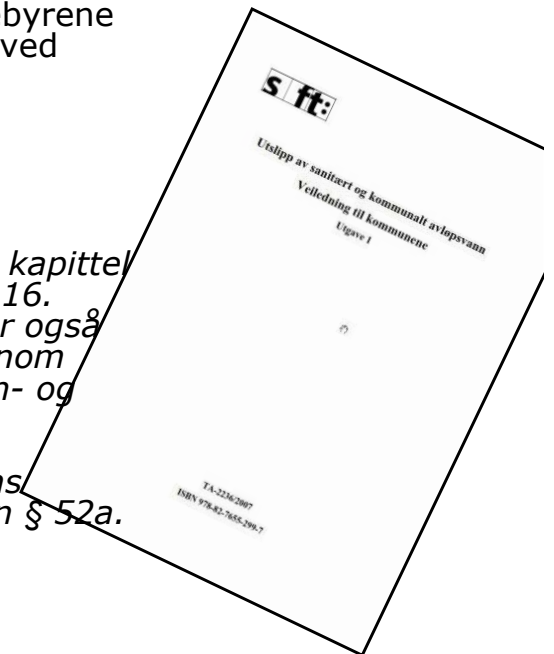 byrene
ved
kapittel
16.
r også
nom
n- og
ns
n § 52a.
s ft:
Utslipp av sanitært og kommunalt avløpsvann
Veiledning til kommunene
Utgave 1
TA-2236/2007
ISBN 978-82-7655-299-7